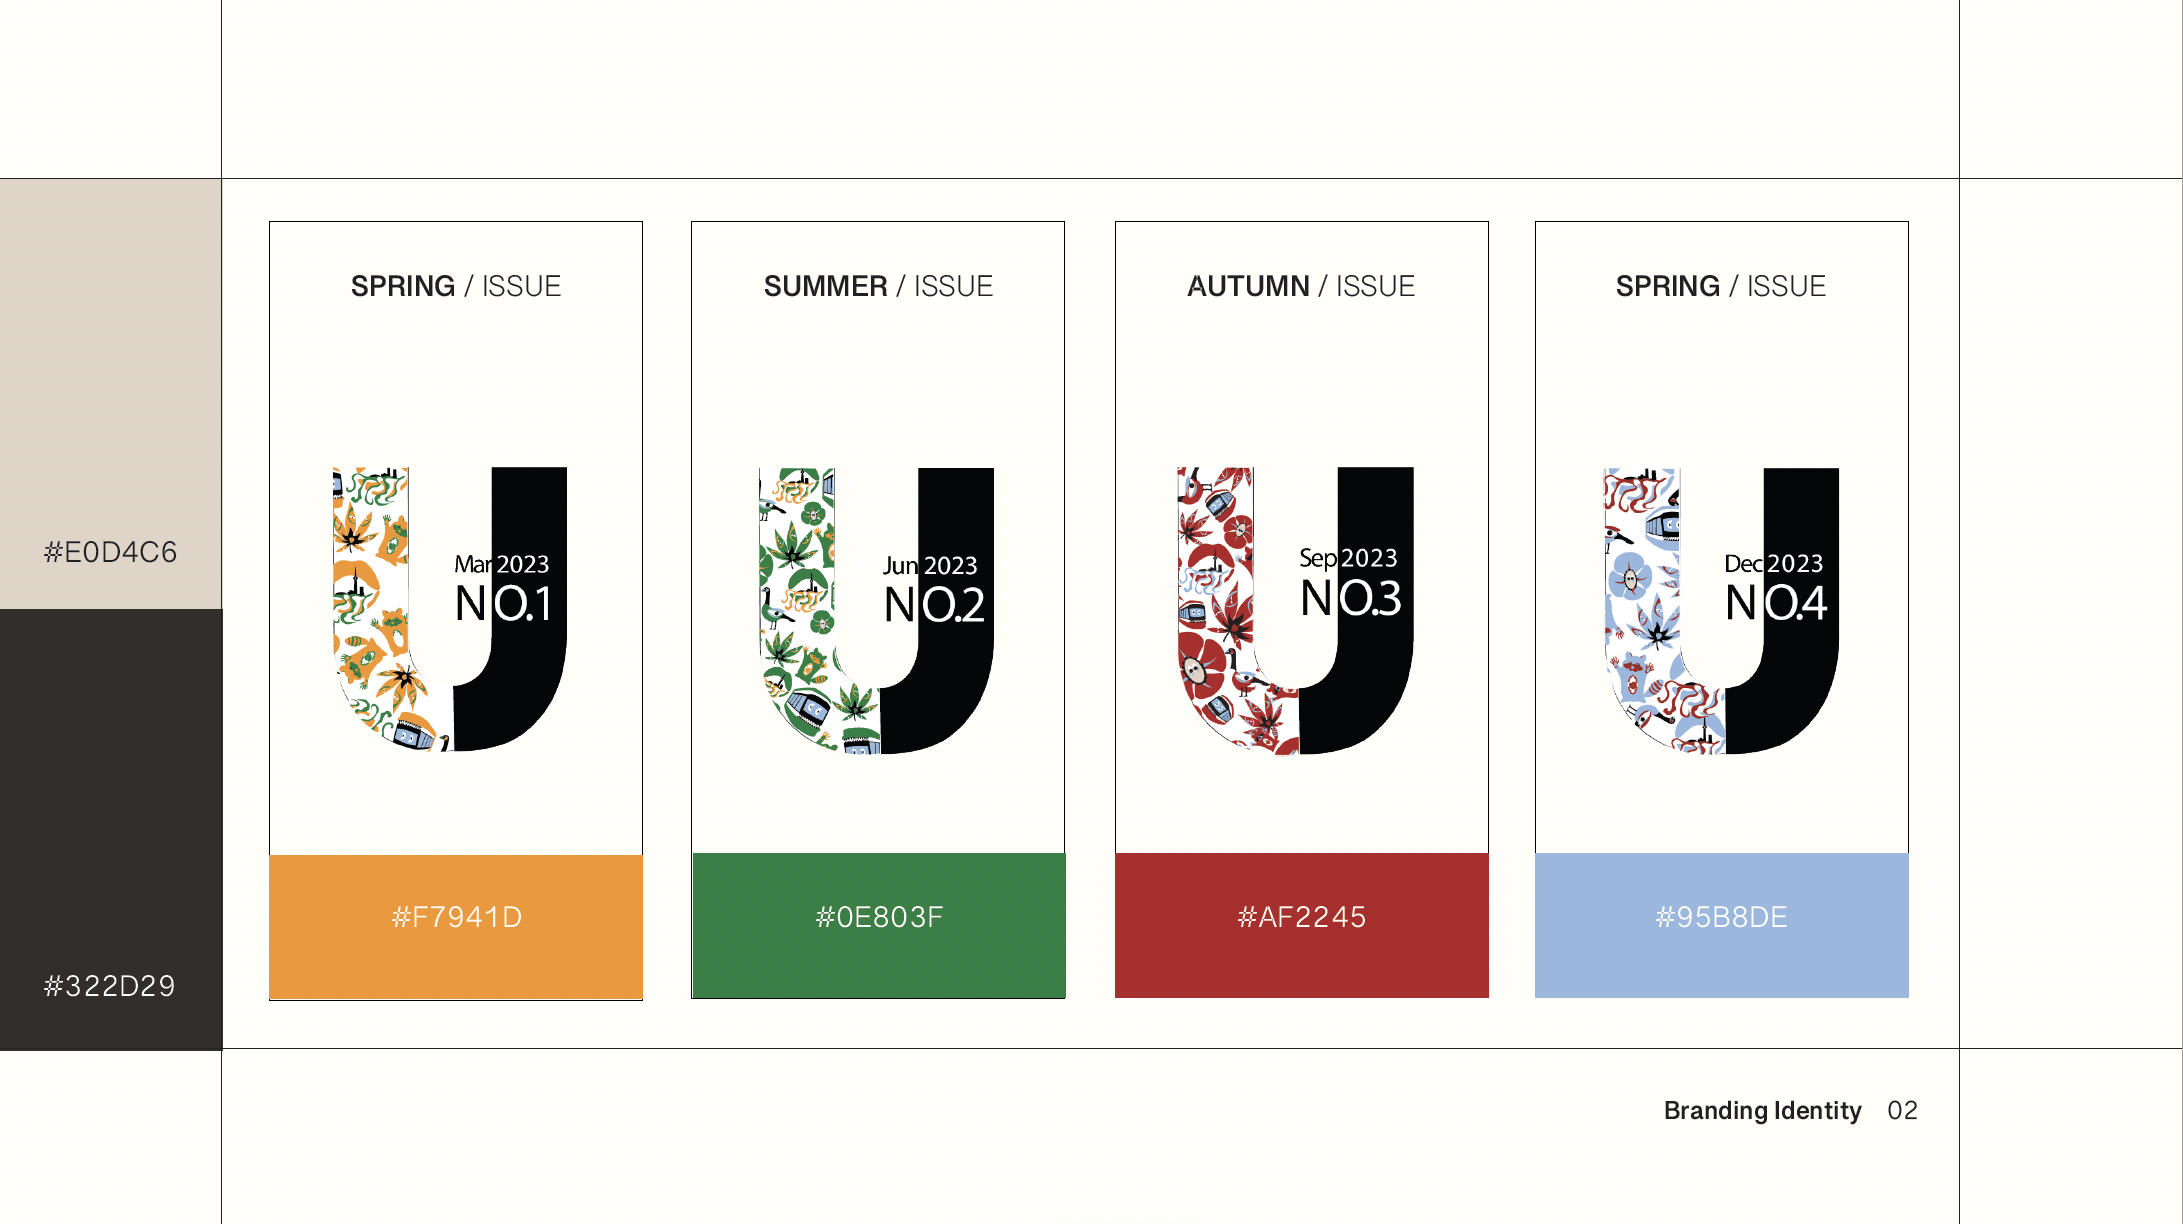 #E0D4C6
#322D29
SPRING / ISSUE
Mar 2023
NO.1
#F7941D
SUMMER / ISSUE
Jun 2023
NO.2
#0E803F
AUTUMN / ISSUE
Sep 2023
NO.3
#AF2245
SPRING / ISSUE
Dec 2023
NO.4
#95B8DE
Branding Identity 02